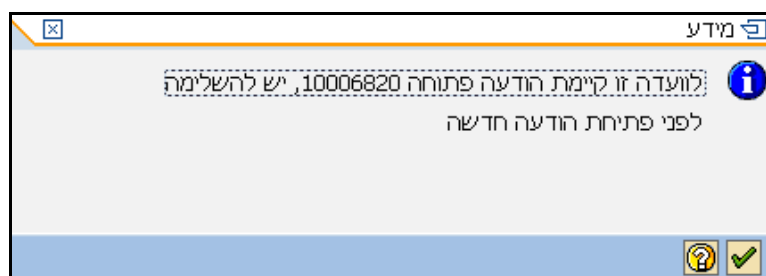 מידע
לוועדה זו קיימת הודעה פתוחה 10006820, יש להשלימה
לפני פתיחת הודעה חדשה